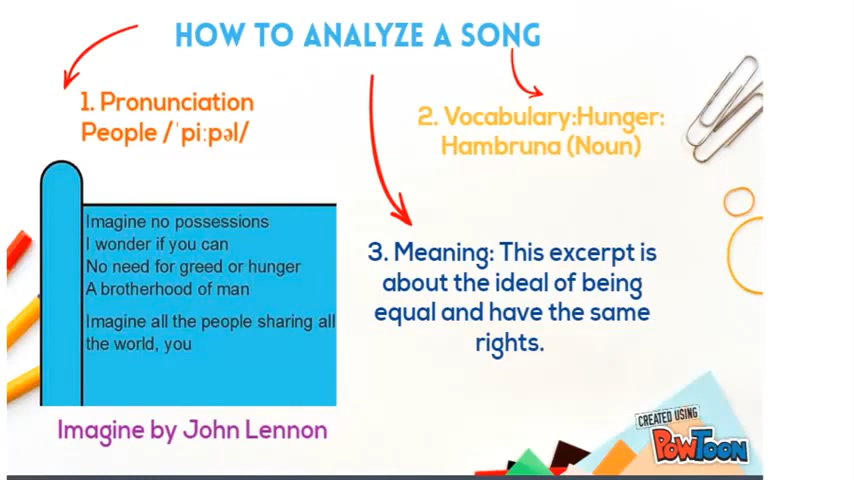 HOW TO ANALYZE A SONG
1. Pronunciation
People /ˈpiːpəl/
2. Vocabulary:Hunger:
Hambruna (Noun)
Imagine no possessions
I wonder if you can
No need for greed or hunger
A brotherhood of man
Imagine all the people sharing all
the world, you
3. Meaning: This excerpt is
about the ideal of being
equal and have the same
rights.
Imagine by John Lennon
CREATED USING
POWTOON